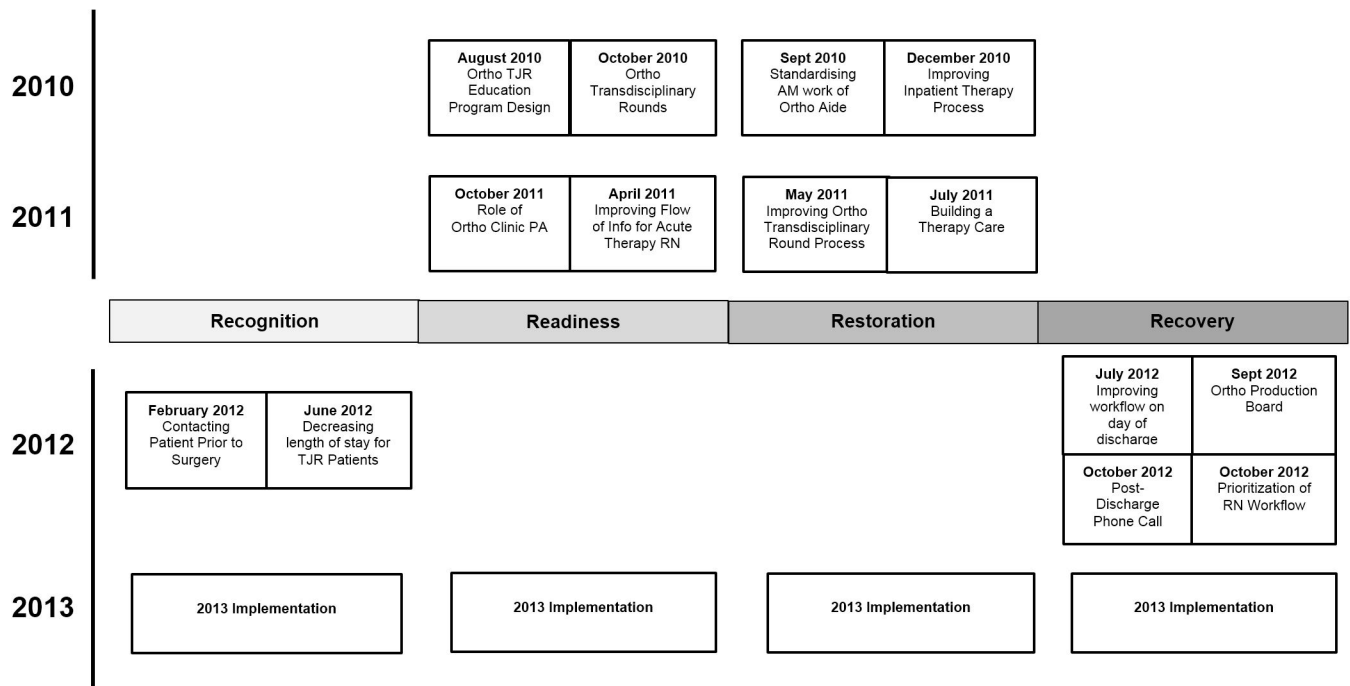 2010
August 2010
Ortho TJR
Education
Program Design
October 2010
Ortho
Transdisciplinary
Rounds
Sept 2010
Standardising
AM work of
Ortho Aide
December 2010
Improving
Inpatient Therapy
Process
2011
October 2011
Role of
Ortho Clinic PA
April 2011
Improving Flow
of Info for Acute
Therapy RN
May 2011
Improving Ortho
Transdisciplinary
Round Process
July 2011
Building a
Therapy Care
Recognition
Readiness
Restoration
Recovery
2012
February 2012
Contacting
Patient Prior to
Surgery
June 2012
Decreasing
length of stay for
TJR Patients
July 2012
Improving
workflow on
day of
discharge
Sept 2012
Ortho Production
Board
October 2012
Post-
Discharge
Phone Call
October 2012
Prioritization of
RN Workflow
2013
2013 Implementation
2013 Implementation
2013 Implementation
2013 Implementation